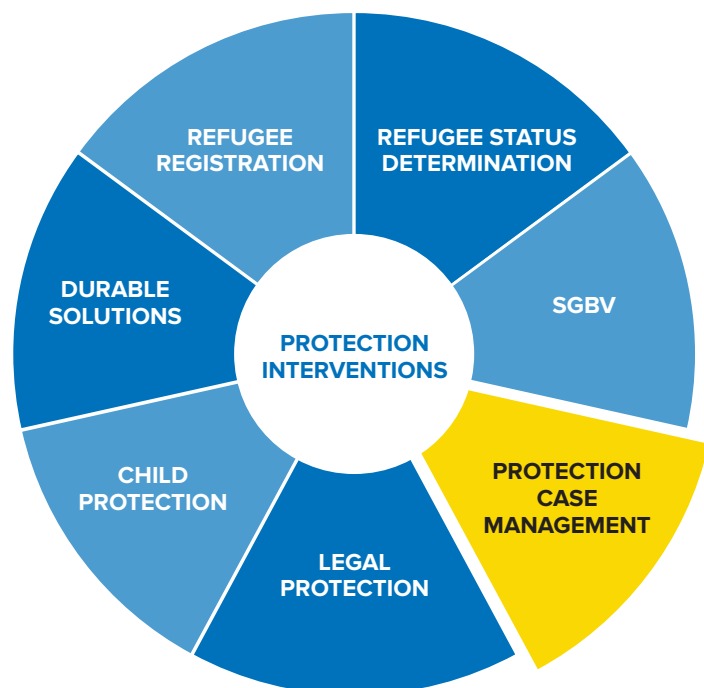 REFUGEE
REGISTRATION
REFUGEE STATUS
DETERMINATION
DURABLE
SOLUTIONS
SGBV
PROTECTION
INTERVENTIONS
CHILD
PROTECTION
PROTECTION
CASE
MANAGEMENT
LEGAL
PROTECTION